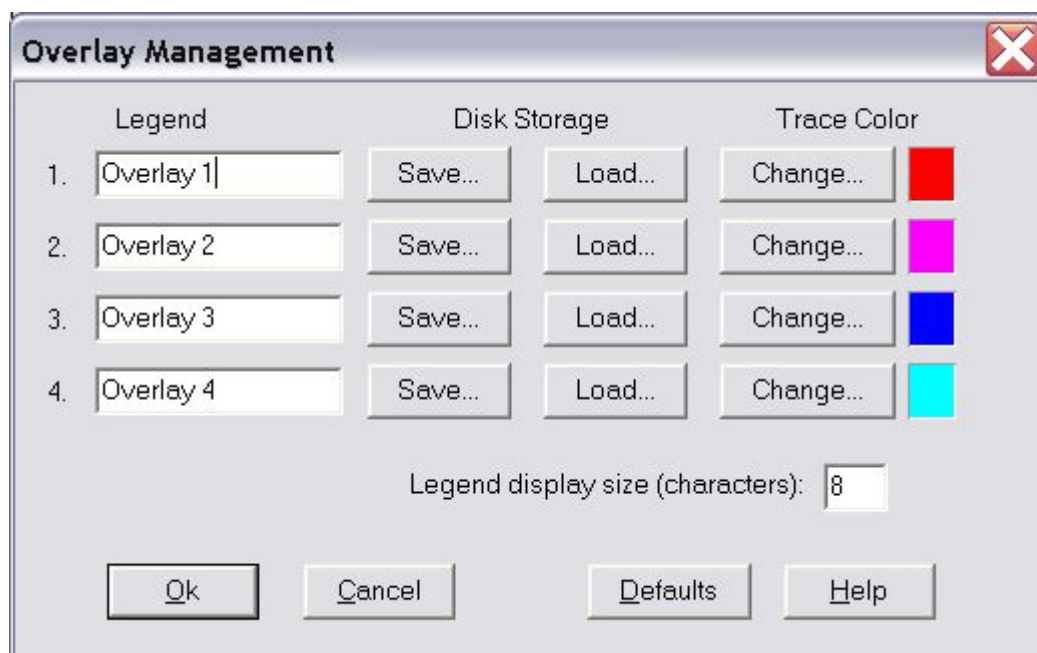 Overlay Management
Legend Disk Storage Trace Color
1. Overlay 1 Save... Load... Change...
2. Overlay 2 Save... Load... Change...
3. Overlay 3 Save... Load... Change...
4. Overlay 4 Save... Load... Change...
Legend display size (characters): 8
Ok Cancel Defaults Help